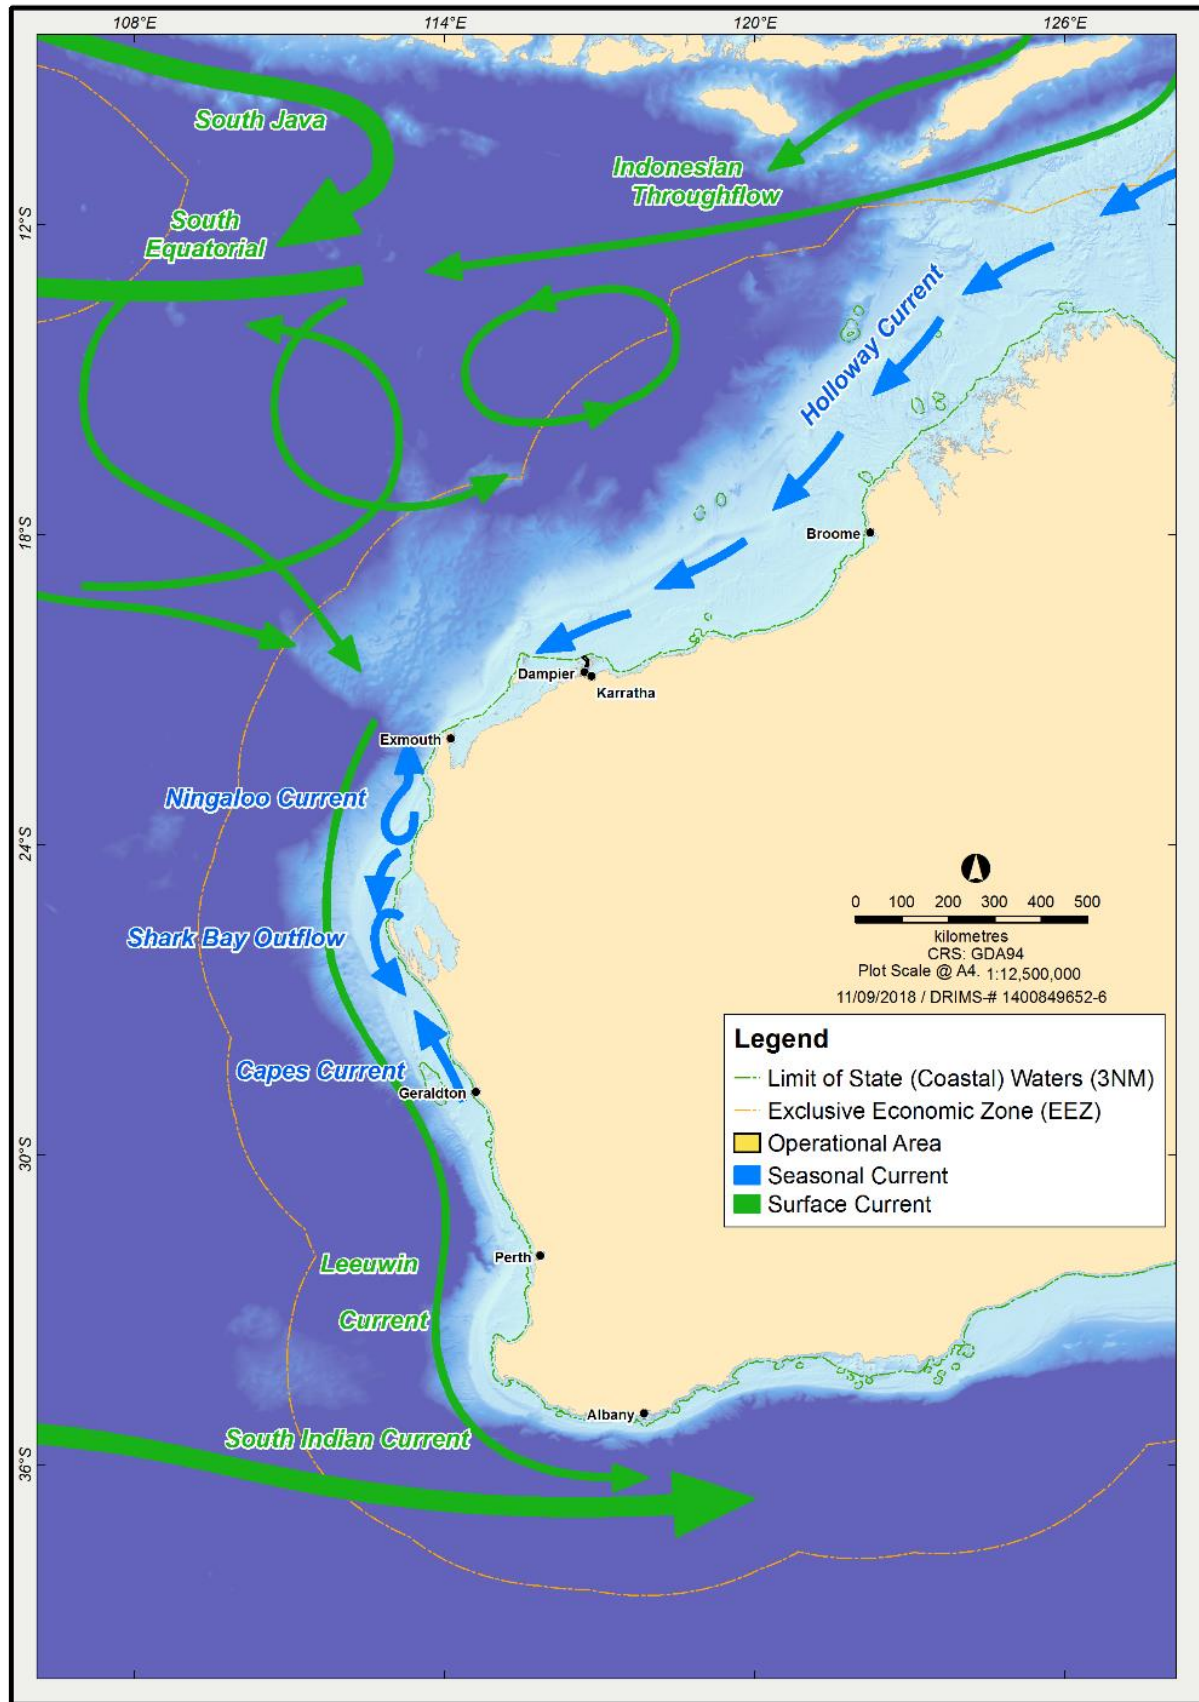 108°E
114°E
120°E
126°E
South Java
Indonesian
Throughflow
South
Equatorial
12°S
Holloway Current
18°S
Broome
Dampier
Karratha
Exmouth
Ningaloo Current
24°S
0 100 200 300 400 500
kilometres
CRS: GDA94
Plot Scale @ A4. 1:12,500,000
11/09/2018 / DRIMS-# 1400849652-6
Shark Bay Outflow
Capes Current
Geraldton
Legend
Limit of State (Coastal) Waters (3NM)
Exclusive Economic Zone (EEZ)
Operational Area
Seasonal Current
Surface Current
30°S
Perth
Leeuwin
Current
Albany
South Indian Current
36°S